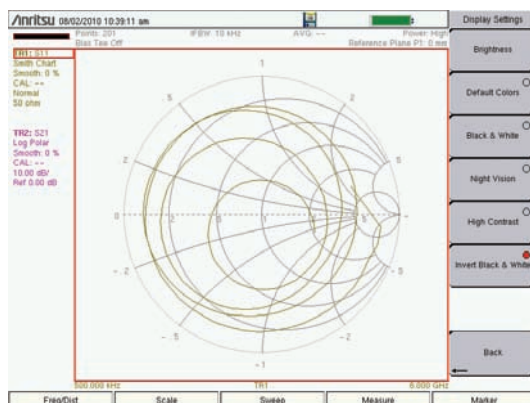 Anritsu 08/02/2010 10:39:11 am
Display Settings
Points: 201
IFBW: 10 kHz
AVG: --
Power: High
Bias Tee Off
Reference Plane P1: 0 mm
TR1: S11
Smith Chart
Smooth: 0 %
CAL: --
Normal
50 ohm
TR2: S21
Log Polar
Smooth: 0 %
CAL: --
10.00 dB/
Ref 0.00 dB
Brightness
Default Colors
Black & White
Night Vision
High Contrast
Invert Black & White
Back
1
2
5
0
1
5
- 5
- 2
- 1
500.000 kHz
TR1
6.000 GHz
Freq/Dist
Scale
Sweep
Measure
Marker